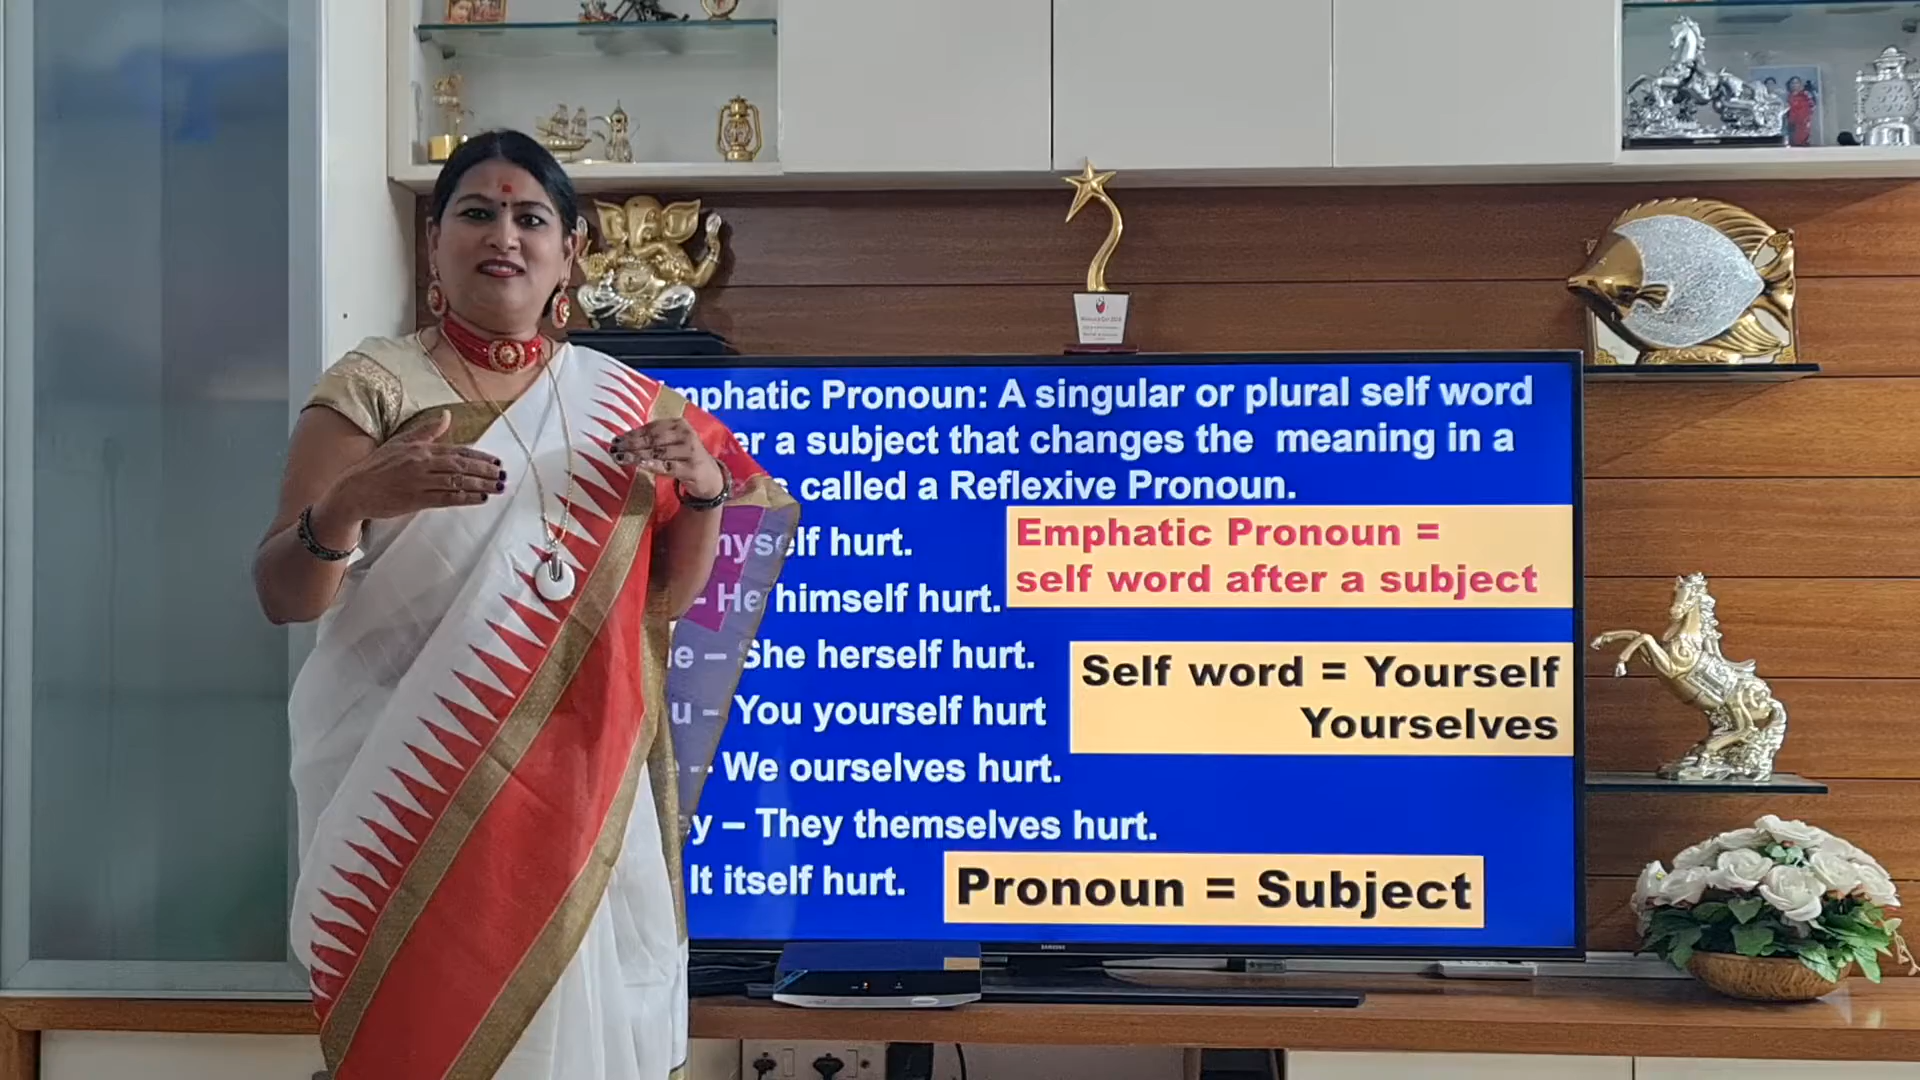 Pronoun: A singular or plural self word
a subject that changes the meaning in a
called a Reflexive Pronoun.
hurt.
Emphatic Pronoun =
self word after a subject
– He himself hurt.
– She herself hurt.
Self word = Yourself
Yourselves
– You yourself hurt
– We ourselves hurt.
– They themselves hurt.
It itself hurt.
Pronoun = Subject
SAMSUNG